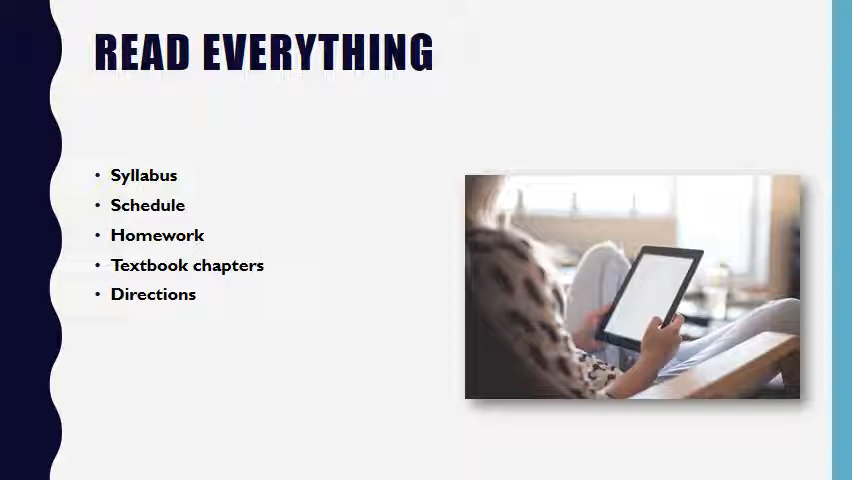 READ EVERYTHING
• Syllabus
• Schedule
• Homework
• Textbook chapters
• Directions